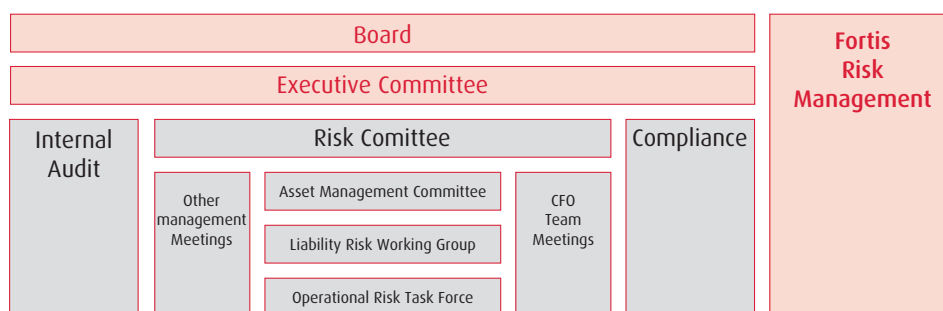 Board
Executive Committee
Fortis
Risk
Management
Internal
Audit
Risk Comittee
Compliance
Other
management
Meetings
Asset Management Committee
Liability Risk Working Group
Operational Risk Task Force
CFO
Team
Meetings